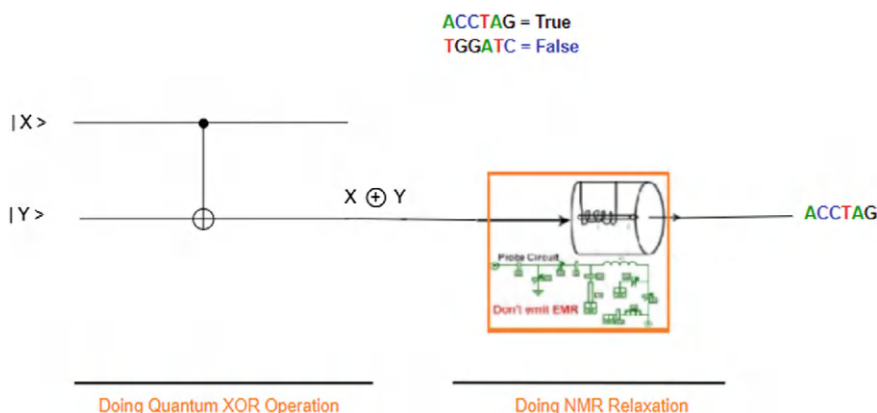 ACCTAG = True
TGGATC = False
| X >
X ⊕ Y
| Y >
ACCTAG
Probe Circuit
Don't emit EMR
Doing Quantum XOR Operation
Doing NMR Relaxation